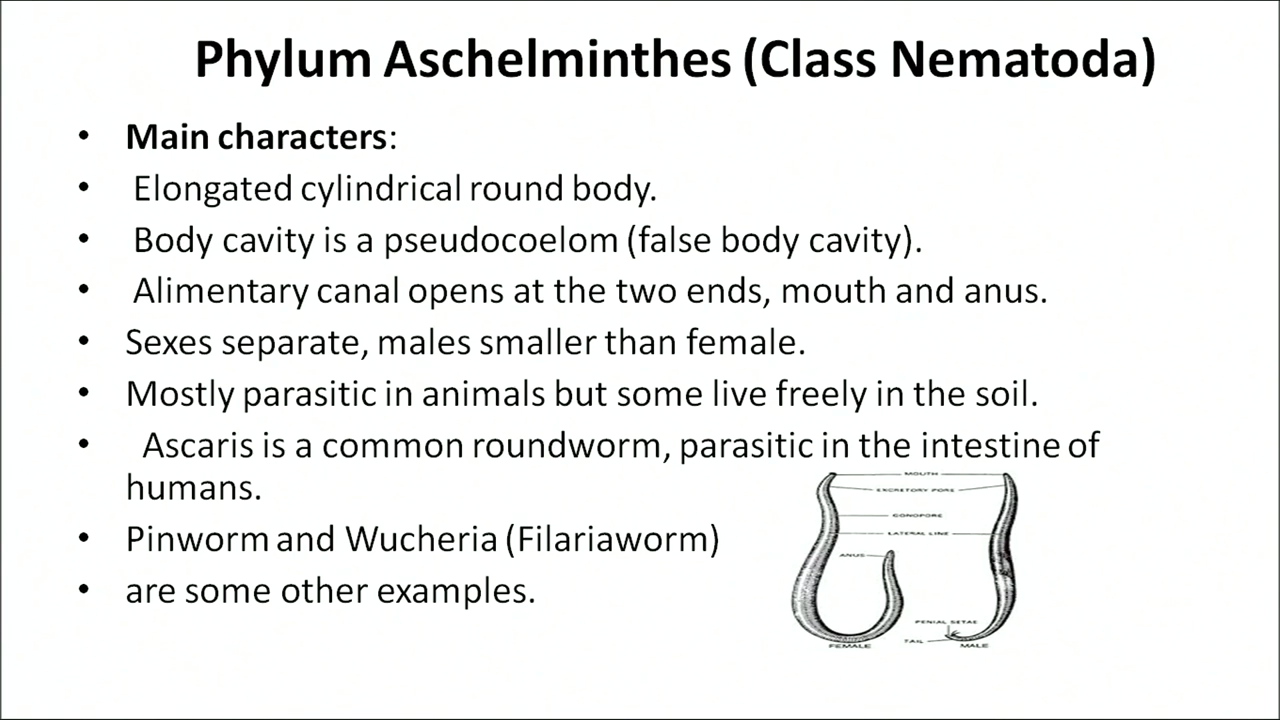 Phylum Aschelminthes (Class Nematoda)
• Main characters:
• Elongated cylindrical round body.
• Body cavity is a pseudocoelom (false body cavity).
• Alimentary canal opens at the two ends, mouth and anus.
• Sexes separate, males smaller than female.
• Mostly parasitic in animals but some live freely in the soil.
• Ascaris is a common roundworm, parasitic in the intestine of
humans.
• Pinworm and Wucheria (Filariaworm)
• are some other examples.
MOUTH
EXCRETORY PORE
GONOPORE
LATERAL LINE
ANUS
PENIAL SETAE
TAIL
FEMALE
MALE